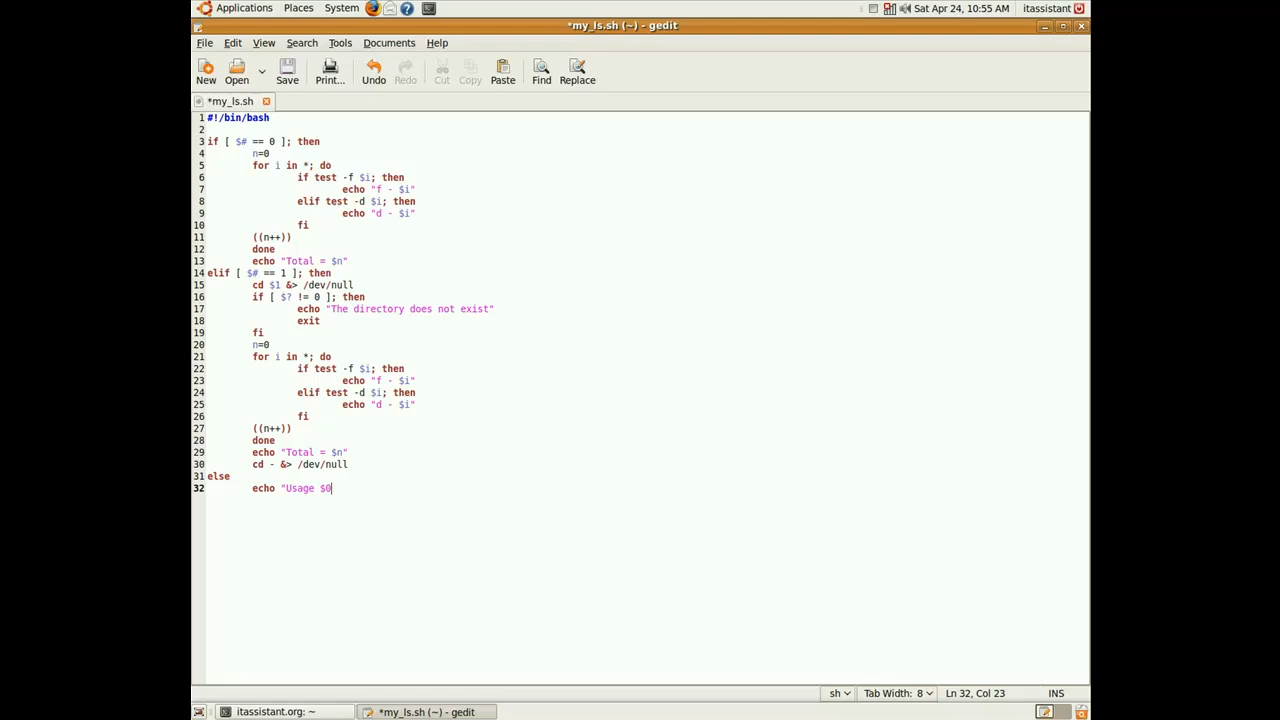 Applications Places System Sat Apr 24, 10:55 AM itassistant
*my_ls.sh (~) - gedit
File Edit View Search Tools Documents Help
New Open Save Print... Undo Redo Cut Copy Paste Find Replace
*my_ls.sh
1 #!/bin/bash
2
3 if [ $# == 0 ]; then
4 n=0
5 for i in *; do
6 if test -f $i; then
7 echo "f - $i"
8 elif test -d $i; then
9 echo "d - $i"
10 fi
11 ((n++))
12 done
13 echo "Total = $n"
14 elif [ $# == 1 ]; then
15 cd $1 &> /dev/null
16 if [ $? != 0 ]; then
17 echo "The directory does not exist"
18 exit
19 fi
20 n=0
21 for i in *; do
22 if test -f $i; then
23 echo "f - $i"
24 elif test -d $i; then
25 echo "d - $i"
26 fi
27 ((n++))
28 done
29 echo "Total = $n"
30 cd - &> /dev/null
31 else
32 echo "Usage $0
sh Tab Width: 8 Ln 32, Col 23 INS
itassistant.org: ~ *my_ls.sh (~) - gedit